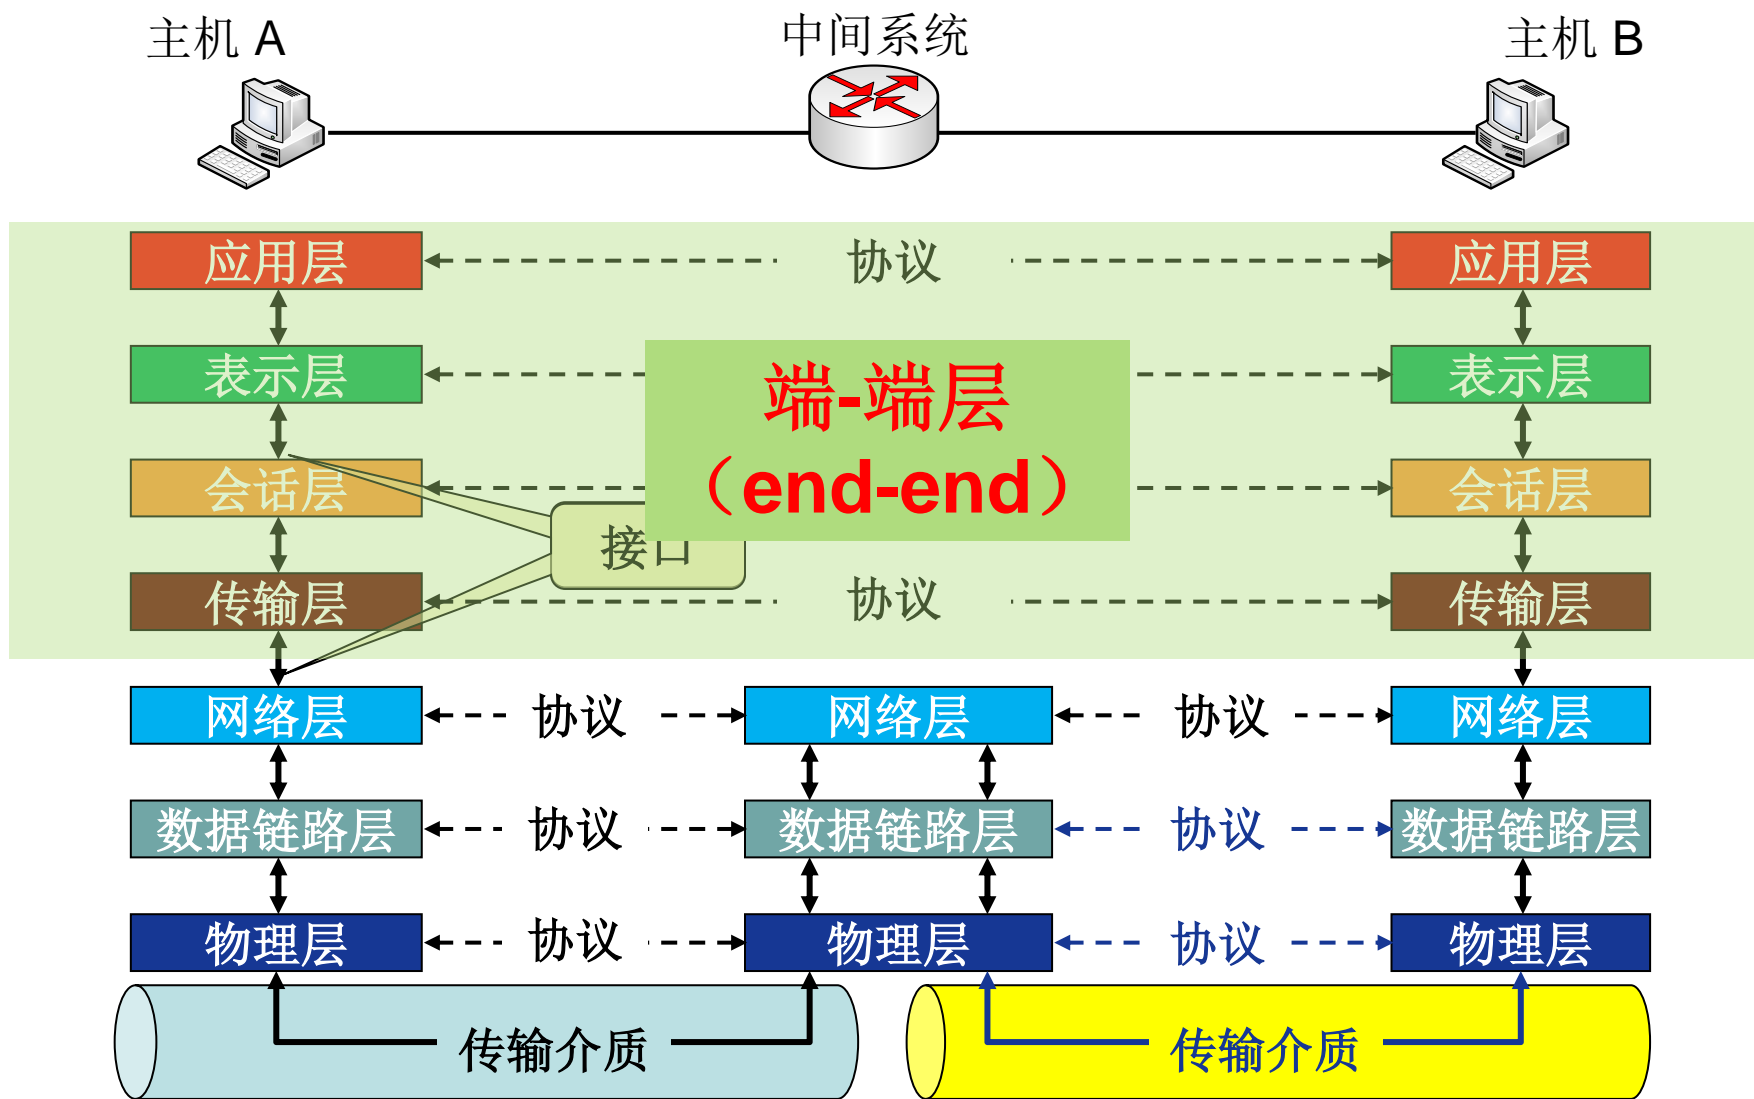 主机 A
中间系统
主机 B
应用层
协议
应用层
表示层
端-端层
（end-end）
表示层
会话层
会话层
接口
传输层
协议
传输层
网络层
协议
网络层
协议
网络层
数据链路层
协议
数据链路层
协议
数据链路层
物理层
协议
物理层
协议
物理层
传输介质
传输介质